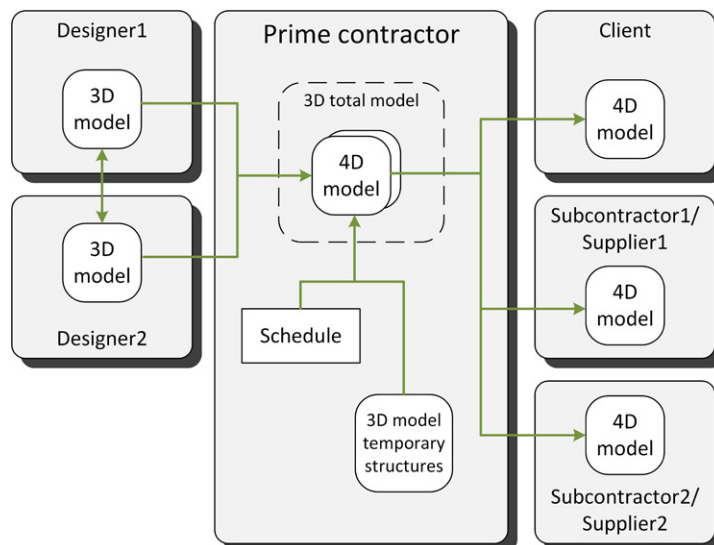 Designer1
3D
model
3D
model
Designer2
Prime contractor
3D total model
4D
model
Schedule
3D model
temporary
structures
Client
4D
model
Subcontractor1/
Supplier1
4D
model
4D
model
Subcontractor2/
Supplier2